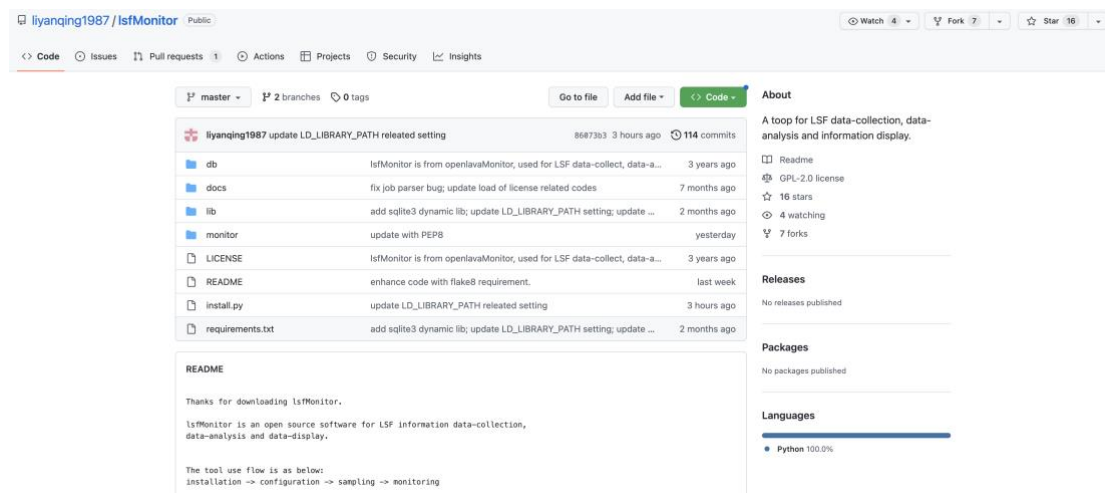 liyanqing1987 / lsfMonitor Public
Watch 4 Fork 7 Star 16
<> Code Issues Pull requests 1 Actions Projects Security Insights
master 2 branches 0 tags Go to file Add file <> Code
liyanqing1987 update LD_LIBRARY_PATH releated setting 86873b3 3 hours ago 114 commits
db lsfMonitor is from openlavaMonitor, used for LSF data-collect, data-a... 3 years ago
docs fix job parser bug; update load of license related codes 7 months ago
lib add sqlite3 dynamic lib; update LD_LIBRARY_PATH setting; update ... 2 months ago
monitor update with PEP8 yesterday
LICENSE lsfMonitor is from openlavaMonitor, used for LSF data-collect, data-a... 3 years ago
README enhance code with flake8 requirement. last week
install.py update LD_LIBRARY_PATH releated setting 3 hours ago
requirements.txt add sqlite3 dynamic lib; update LD_LIBRARY_PATH setting; update ... 2 months ago
README
Thanks for downloading lsfMonitor.
lsfMonitor is an open source software for LSF information data-collection,
data-analysis and data-display.
The tool use flow is as below:
installation -> configuration -> sampling -> monitoring
About
A toop for LSF data-collection, data-
analysis and information display.
Readme
GPL-2.0 license
16 stars
4 watching
7 forks
Releases
No releases published
Packages
No packages published
Languages
Python 100.0%